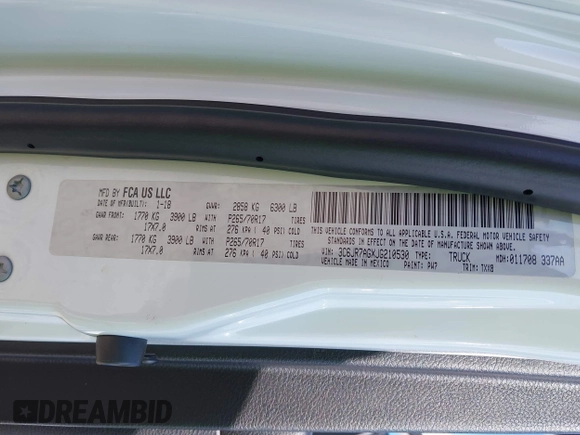 MFD BY FCA US LLC
DATE OF MFR(BUILT): 1-18 GVWR: 2858 KG 6300 LB
GAWR FRONT: 1770 KG 3900 LB WITH P265/70R17 TIRES
17X7.0 RIMS AT 276 KPA ( 40 PSI) COLD
GAWR REAR: 1770 KG 3900 LB WITH P265/70R17 TIRES
17X7.0 RIMS AT 276 KPA ( 40 PSI) COLD
THIS VEHICLE CONFORMS TO ALL APPLICABLE U.S.A. FEDERAL MOTOR VEHICLE SAFETY
AND THEFT PREVENTION STANDARDS IN EFFECT ON THE DATE OF MANUFACTURE SHOWN ABOVE.
VIN: 3C6JR7AGXJG210530 TYPE: TRUCK MDH: 011708 337AA
VEHICLE MADE IN MEXICO PAINT: PW7 TRIM: TXX8
DREAMBID